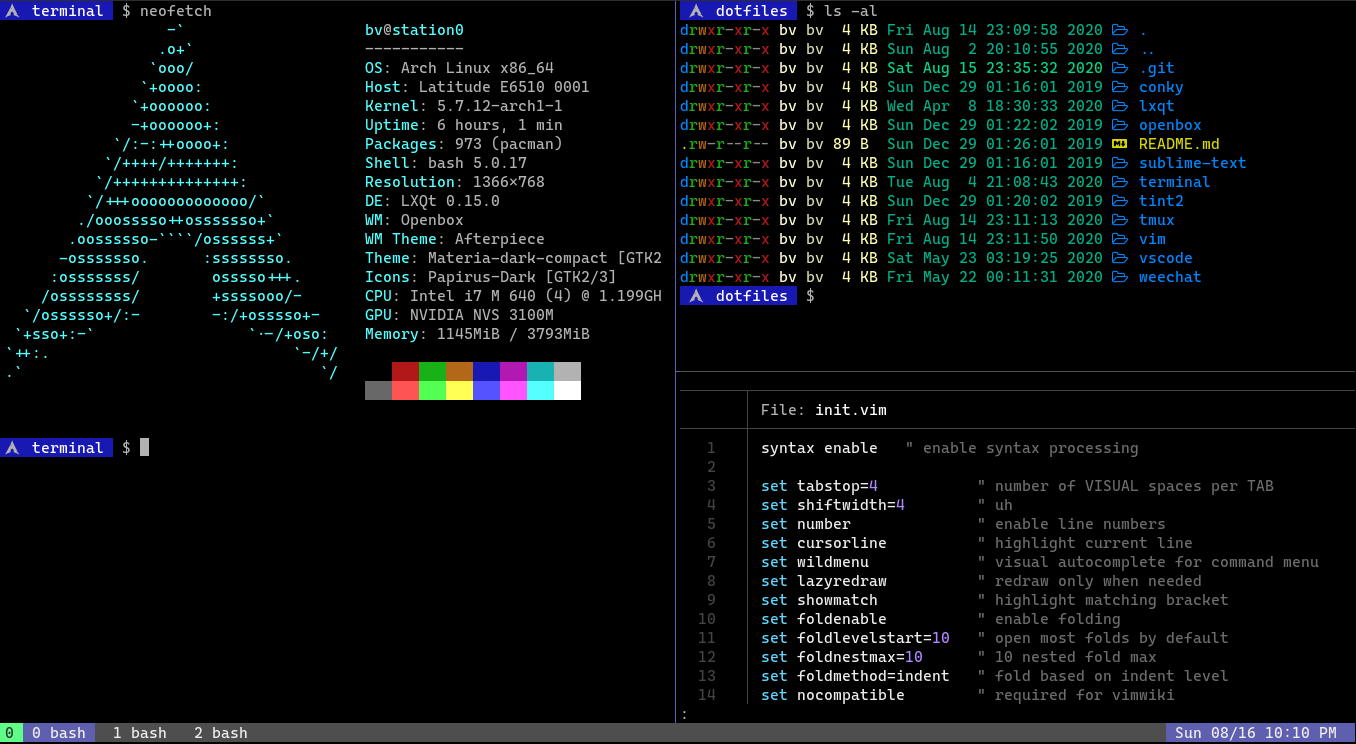 terminal $ neofetch
-`
.o+`
`ooo/
`+oooo:
`+oooooo:
-+oooooo+:
`/:-:++oooo+:
`/++++/+++++++:
`/++++++++++++++:
`/+++ooooooooooooo/`
./ooosssso++osssssso+`
.oossssso-````/ossssss+`
-osssssso.      :ssssssso.
:osssssss/        osssso+++.
/ossssssss/        +ssssooo/-
`/ossssso+/:-        -:/+osssso+-
`+sso+:-`                 `.-/+oso:
`++:.                           `-/+/
.`                                 `/
bv@station0
-----------
OS: Arch Linux x86_64
Host: Latitude E6510 0001
Kernel: 5.7.12-arch1-1
Uptime: 6 hours, 1 min
Packages: 973 (pacman)
Shell: bash 5.0.17
Resolution: 1366×768
DE: LXQt 0.15.0
WM: Openbox
WM Theme: Afterpiece
Theme: Materia-dark-compact [GTK2
Icons: Papirus-Dark [GTK2/3]
CPU: Intel i7 M 640 (4) @ 1.199GH
GPU: NVIDIA NVS 3100M
Memory: 1145MiB / 3793MiB
terminal $
dotfiles $ ls -al
drwxr-xr-x bv bv  4 KB Fri Aug 14 23:09:58 2020 .
drwxr-xr-x bv bv  4 KB Sun Aug  2 20:10:55 2020 ..
drwxr-xr-x bv bv  4 KB Sat Aug 15 23:35:32 2020 .git
drwxr-xr-x bv bv  4 KB Sun Dec 29 01:16:01 2019 conky
drwxr-xr-x bv bv  4 KB Wed Apr  8 18:30:33 2020 lxqt
drwxr-xr-x bv bv  4 KB Sun Dec 29 01:22:02 2019 openbox
.rw-r--r-- bv bv 89 B  Sun Dec 29 01:26:01 2019 README.md
drwxr-xr-x bv bv  4 KB Sun Dec 29 01:16:01 2019 sublime-text
drwxr-xr-x bv bv  4 KB Tue Aug  4 21:08:43 2020 terminal
drwxr-xr-x bv bv  4 KB Sun Dec 29 01:20:02 2019 tint2
drwxr-xr-x bv bv  4 KB Fri Aug 14 23:11:13 2020 tmux
drwxr-xr-x bv bv  4 KB Fri Aug 14 23:11:50 2020 vim
drwxr-xr-x bv bv  4 KB Sat May 23 03:19:25 2020 vscode
drwxr-xr-x bv bv  4 KB Fri May 22 00:11:31 2020 weechat
dotfiles $
File: init.vim
1 syntax enable   " enable syntax processing
2
3 set tabstop=4           " number of VISUAL spaces per TAB
4 set shiftwidth=4        " uh
5 set number              " enable line numbers
6 set cursorline          " highlight current line
7 set wildmenu            " visual autocomplete for command menu
8 set lazyredraw          " redraw only when needed
9 set showmatch           " highlight matching bracket
10 set foldenable          " enable folding
11 set foldlevelstart=10   " open most folds by default
12 set foldnestmax=10      " 10 nested fold max
13 set foldmethod=indent   " fold based on indent level
14 set nocompatible        " required for vimwiki
:
0 0 bash  1 bash  2 bash  Sun 08/16 10:10 PM